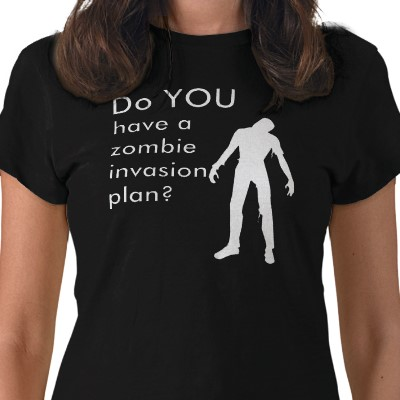 Do YOU
have a
zombie
invasion
plan?